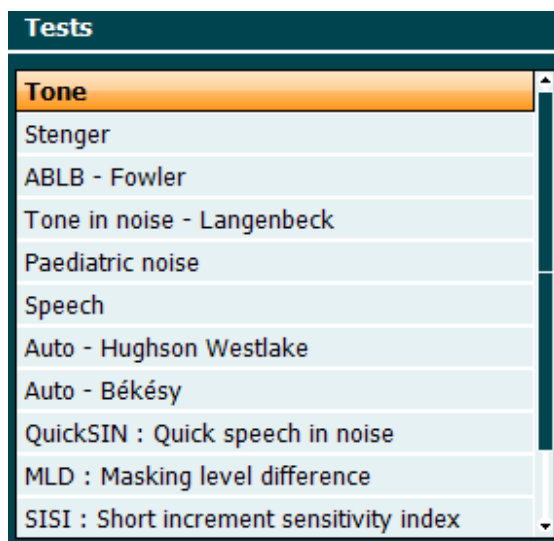 Tests
Tone
Stenger
ABLB - Fowler
Tone in noise - Langenbeck
Paediatric noise
Speech
Auto - Hughson Westlake
Auto - Békésy
QuickSIN : Quick speech in noise
MLD : Masking level difference
SISI : Short increment sensitivity index